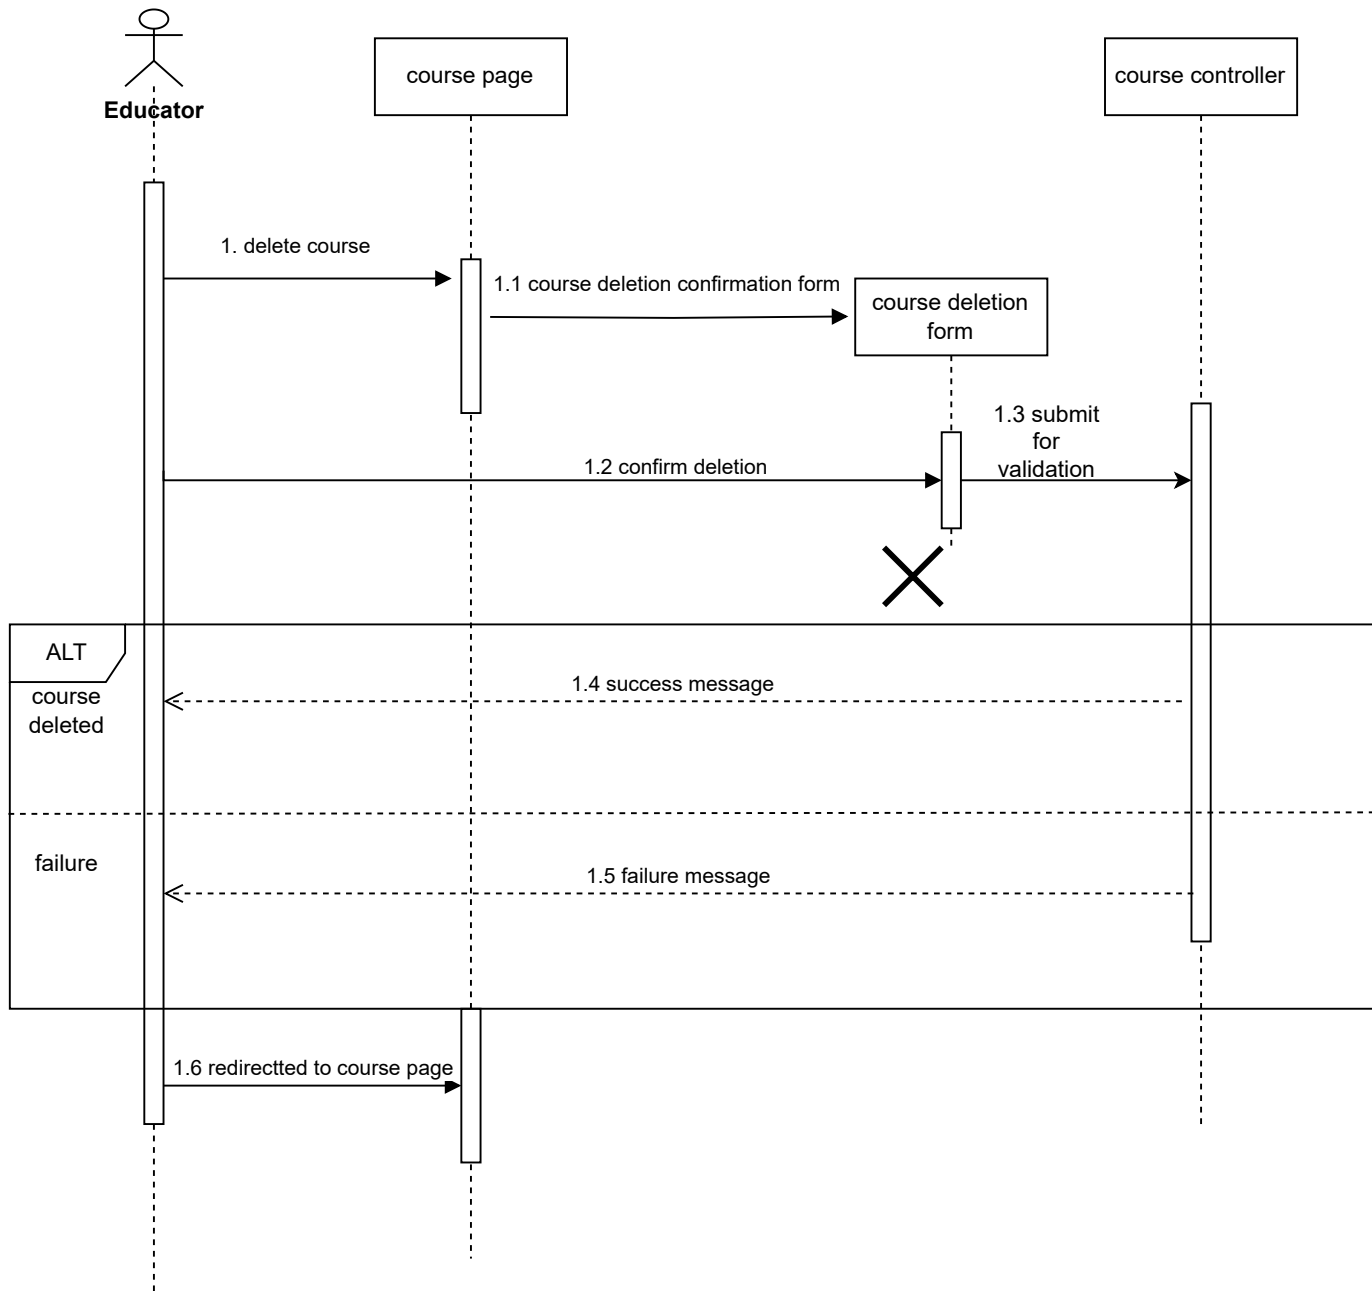 Educator
course page
course controller
1. delete course
1.1 course deletion confirmation form
course deletion
form
1.2 confirm deletion
1.3 submit
for
validation
ALT
course
deleted
1.4 success message
failure
1.5 failure message
1.6 redirectted to course page